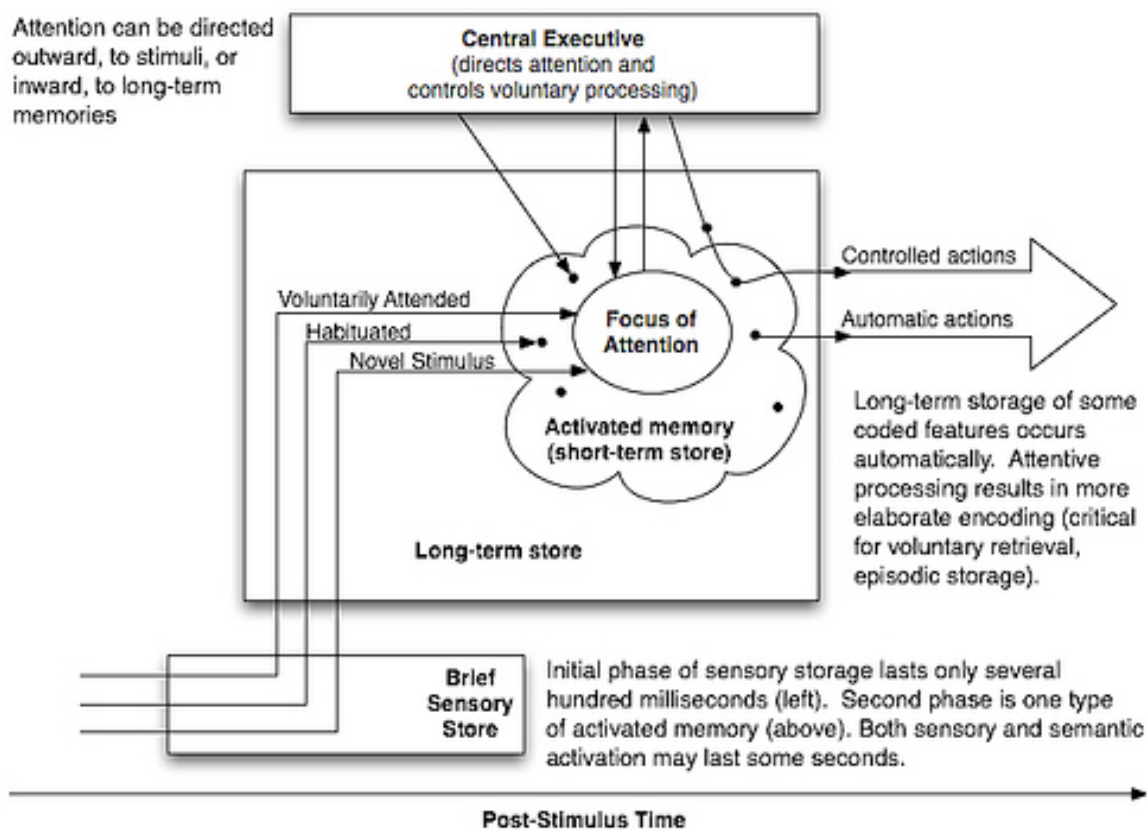 Attention can be directed
outward, to stimuli, or
inward, to long-term
memories
Central Executive
(directs attention and
controls voluntary processing)
Controlled actions
Voluntarily Attended
Automatic actions
Habituated
Focus of
Attention
Novel Stimulus
Activated memory
(short-term store)
Long-term storage of some
coded features occurs
automatically. Attentive
processing results in more
elaborate encoding (critical
for voluntary retrieval,
episodic storage).
Long-term store
Brief
Sensory
Store
Initial phase of sensory storage lasts only several
hundred milliseconds (left). Second phase is one type
of activated memory (above). Both sensory and semantic
activation may last some seconds.
Post-Stimulus Time